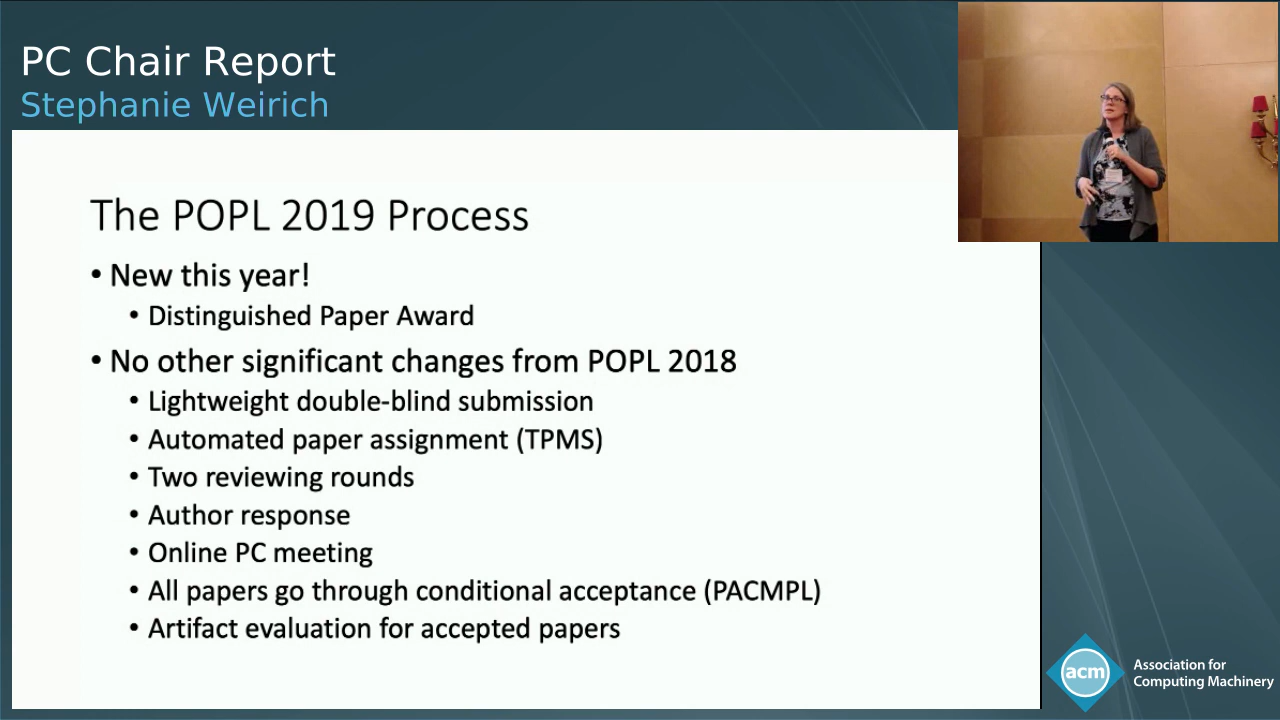 PC Chair Report
Stephanie Weirich
The POPL 2019 Process
• New this year!
• Distinguished Paper Award
• No other significant changes from POPL 2018
• Lightweight double-blind submission
• Automated paper assignment (TPMS)
• Two reviewing rounds
• Author response
• Online PC meeting
• All papers go through conditional acceptance (PACMPL)
• Artifact evaluation for accepted papers
acm
Association for
Computing Machinery